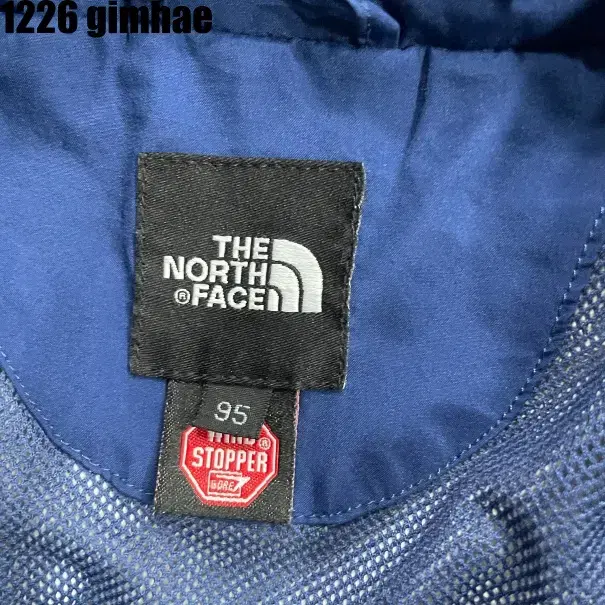 1226 gimhae
THE
NORTH
®FACE
95
WIND®
STOPPER
GORE